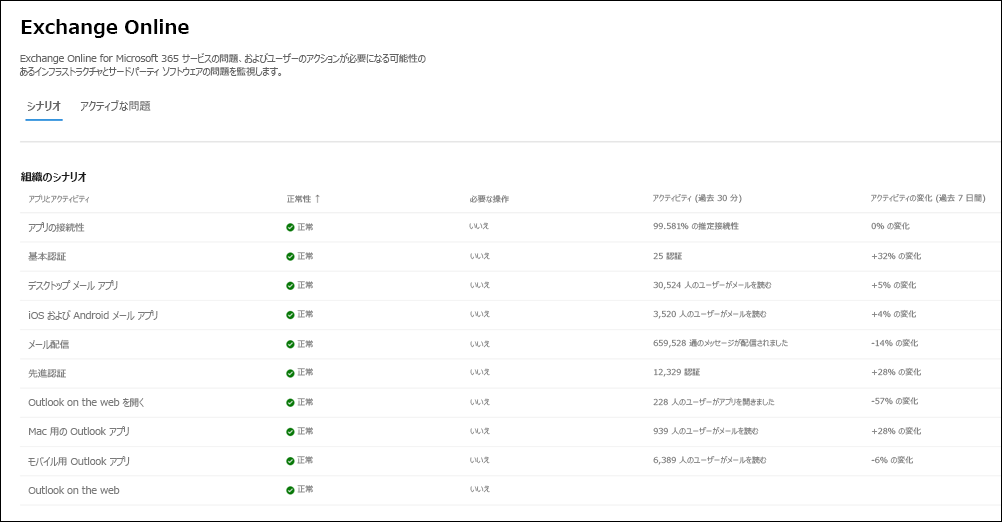 Exchange Online
Exchange Online for Microsoft 365 サービスの問題、およびユーザーのアクションが必要になる可能性の
あるインフラストラクチャとサードパーティ ソフトウェアの問題を監視します。
シナリオ アクティブな問題
組織のシナリオ
アプリとアクティビティ 正常性 ↑ 必要な操作 アクティビティ (過去 30 分) アクティビティの変化 (過去 7 日間)
アプリの接続性 正常 いいえ 99.581% の推定接続性 0% の変化
基本認証 正常 いいえ 25 認証 +32% の変化
デスクトップ メール アプリ 正常 いいえ 30,524 人のユーザーがメールを読む +5% の変化
iOS および Android メール アプリ 正常 いいえ 3,520 人のユーザーがメールを読む +4% の変化
メール配信 正常 いいえ 659,528 通のメッセージが配信されました -14% の変化
先進認証 正常 いいえ 12,329 認証 +28% の変化
Outlook on the web を開く 正常 いいえ 228 人のユーザーがアプリを開きました -57% の変化
Mac 用の Outlook アプリ 正常 いいえ 939 人のユーザーがメールを読む +28% の変化
モバイル用 Outlook アプリ 正常 いいえ 6,389 人のユーザーがメールを読む -6% の変化
Outlook on the web 正常 いいえ